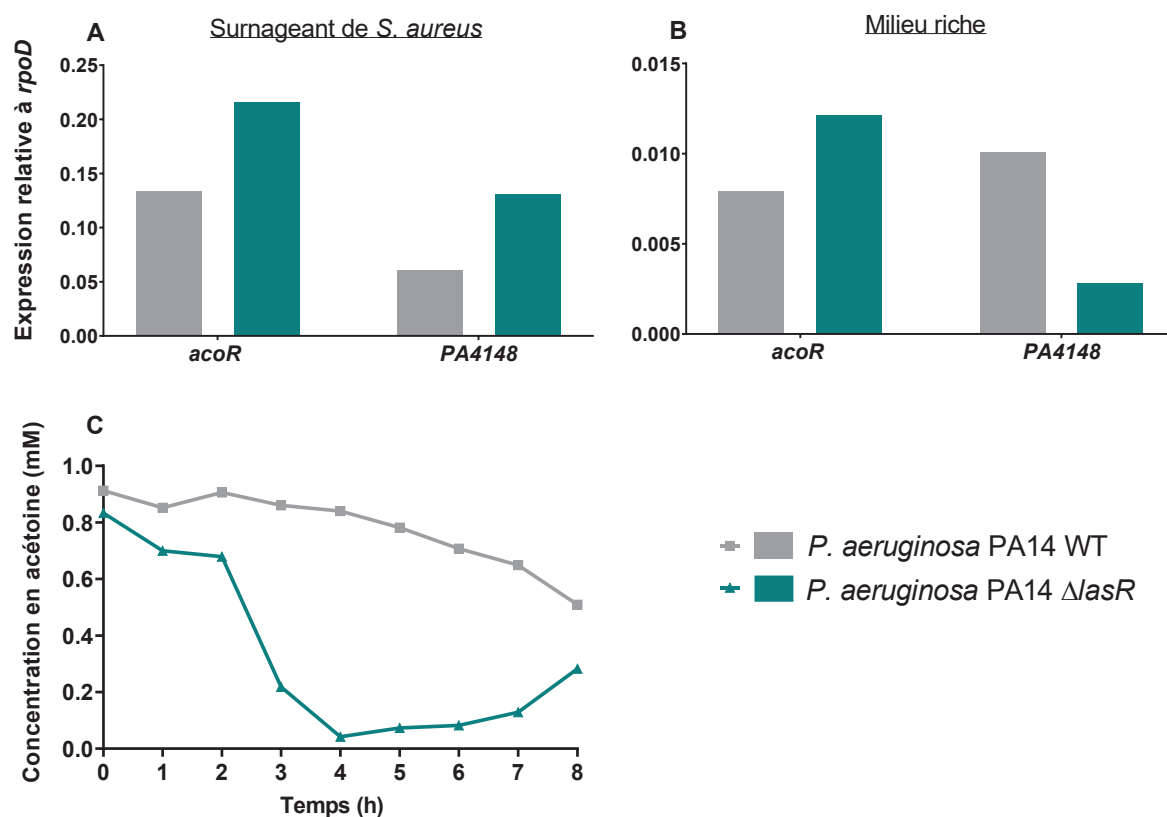 A
Surnageant de S. aureus
Expression relative à rpoD
0.25
0.20
0.15
0.10
0.05
0.00
acoR
PA4148
B
Milieu riche
0.015
0.010
0.005
0.000
acoR
PA4148
C
Concentration en acétoine (mM)
1.0
0.8
0.6
0.4
0.2
0.0
0 1 2 3 4 5 6 7 8
Temps (h)
P. aeruginosa PA14 WT
P. aeruginosa PA14 ΔlasR